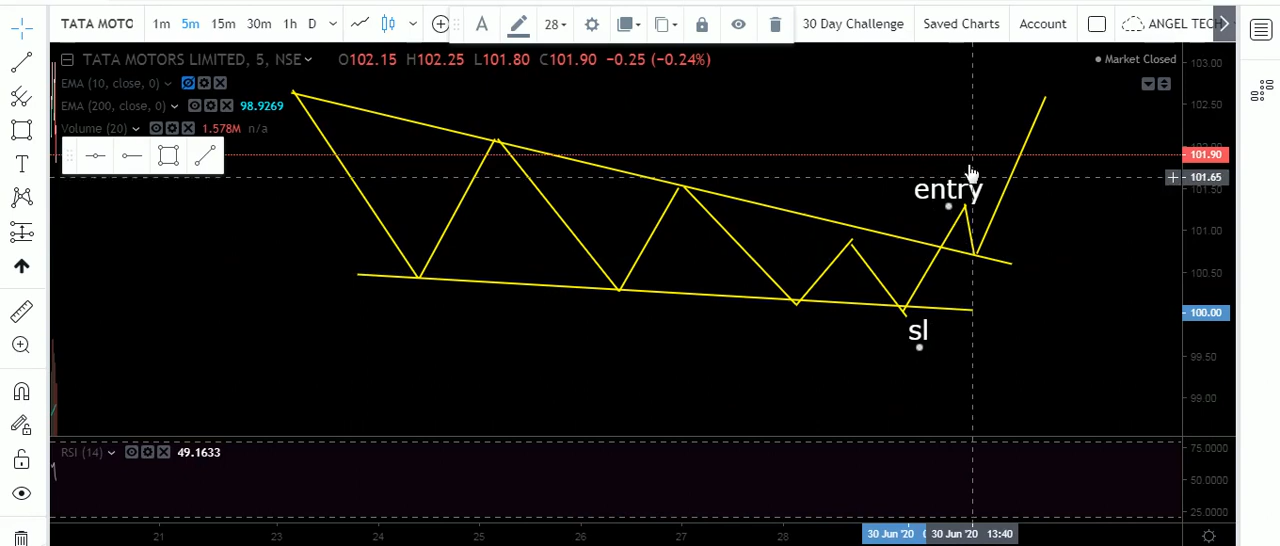 TATA MOTO 1m 5m 15m 30m 1h D 28 30 Day Challenge Saved Charts Account ANGEL TECH
TATA MOTORS LIMITED, 5, NSE O102.15 H102.25 L101.80 C101.90 −0.25 (−0.24%) Market Closed 103.00
EMA (10, close, 0)
EMA (200, close, 0) 98.9269 102.50
Volume (20) 1.578M n/a
101.90
101.65
101.50
entry
101.00
100.50
100.00
sl
99.50
99.00
RSI (14) 49.1633 75.0000
50.0000
25.0000
21 24 25 26 27 28 30 Jun '20 30 Jun '20 13:40